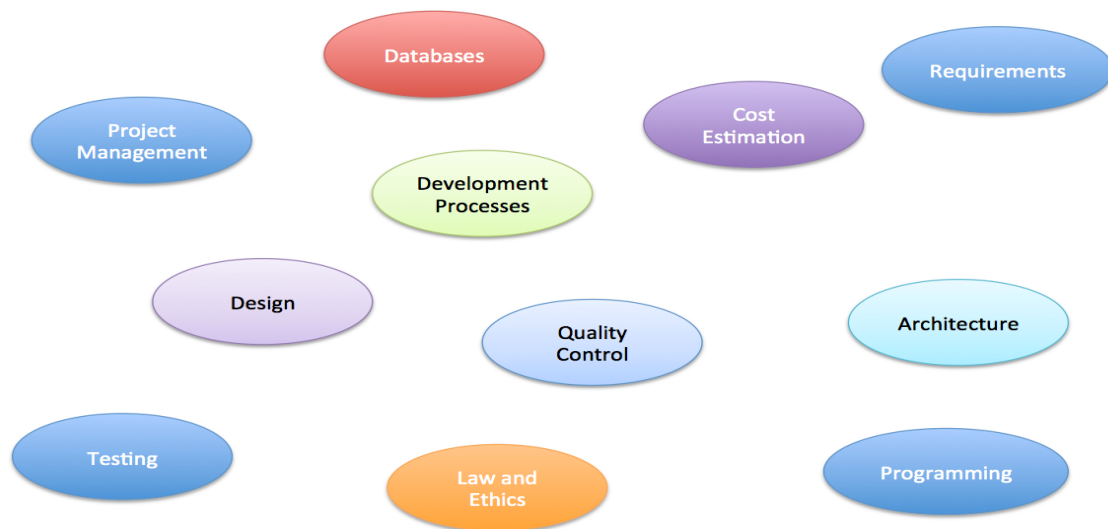 Databases
Requirements
Project
Management
Cost
Estimation
Development
Processes
Design
Quality
Control
Architecture
Testing
Law and
Ethics
Programming